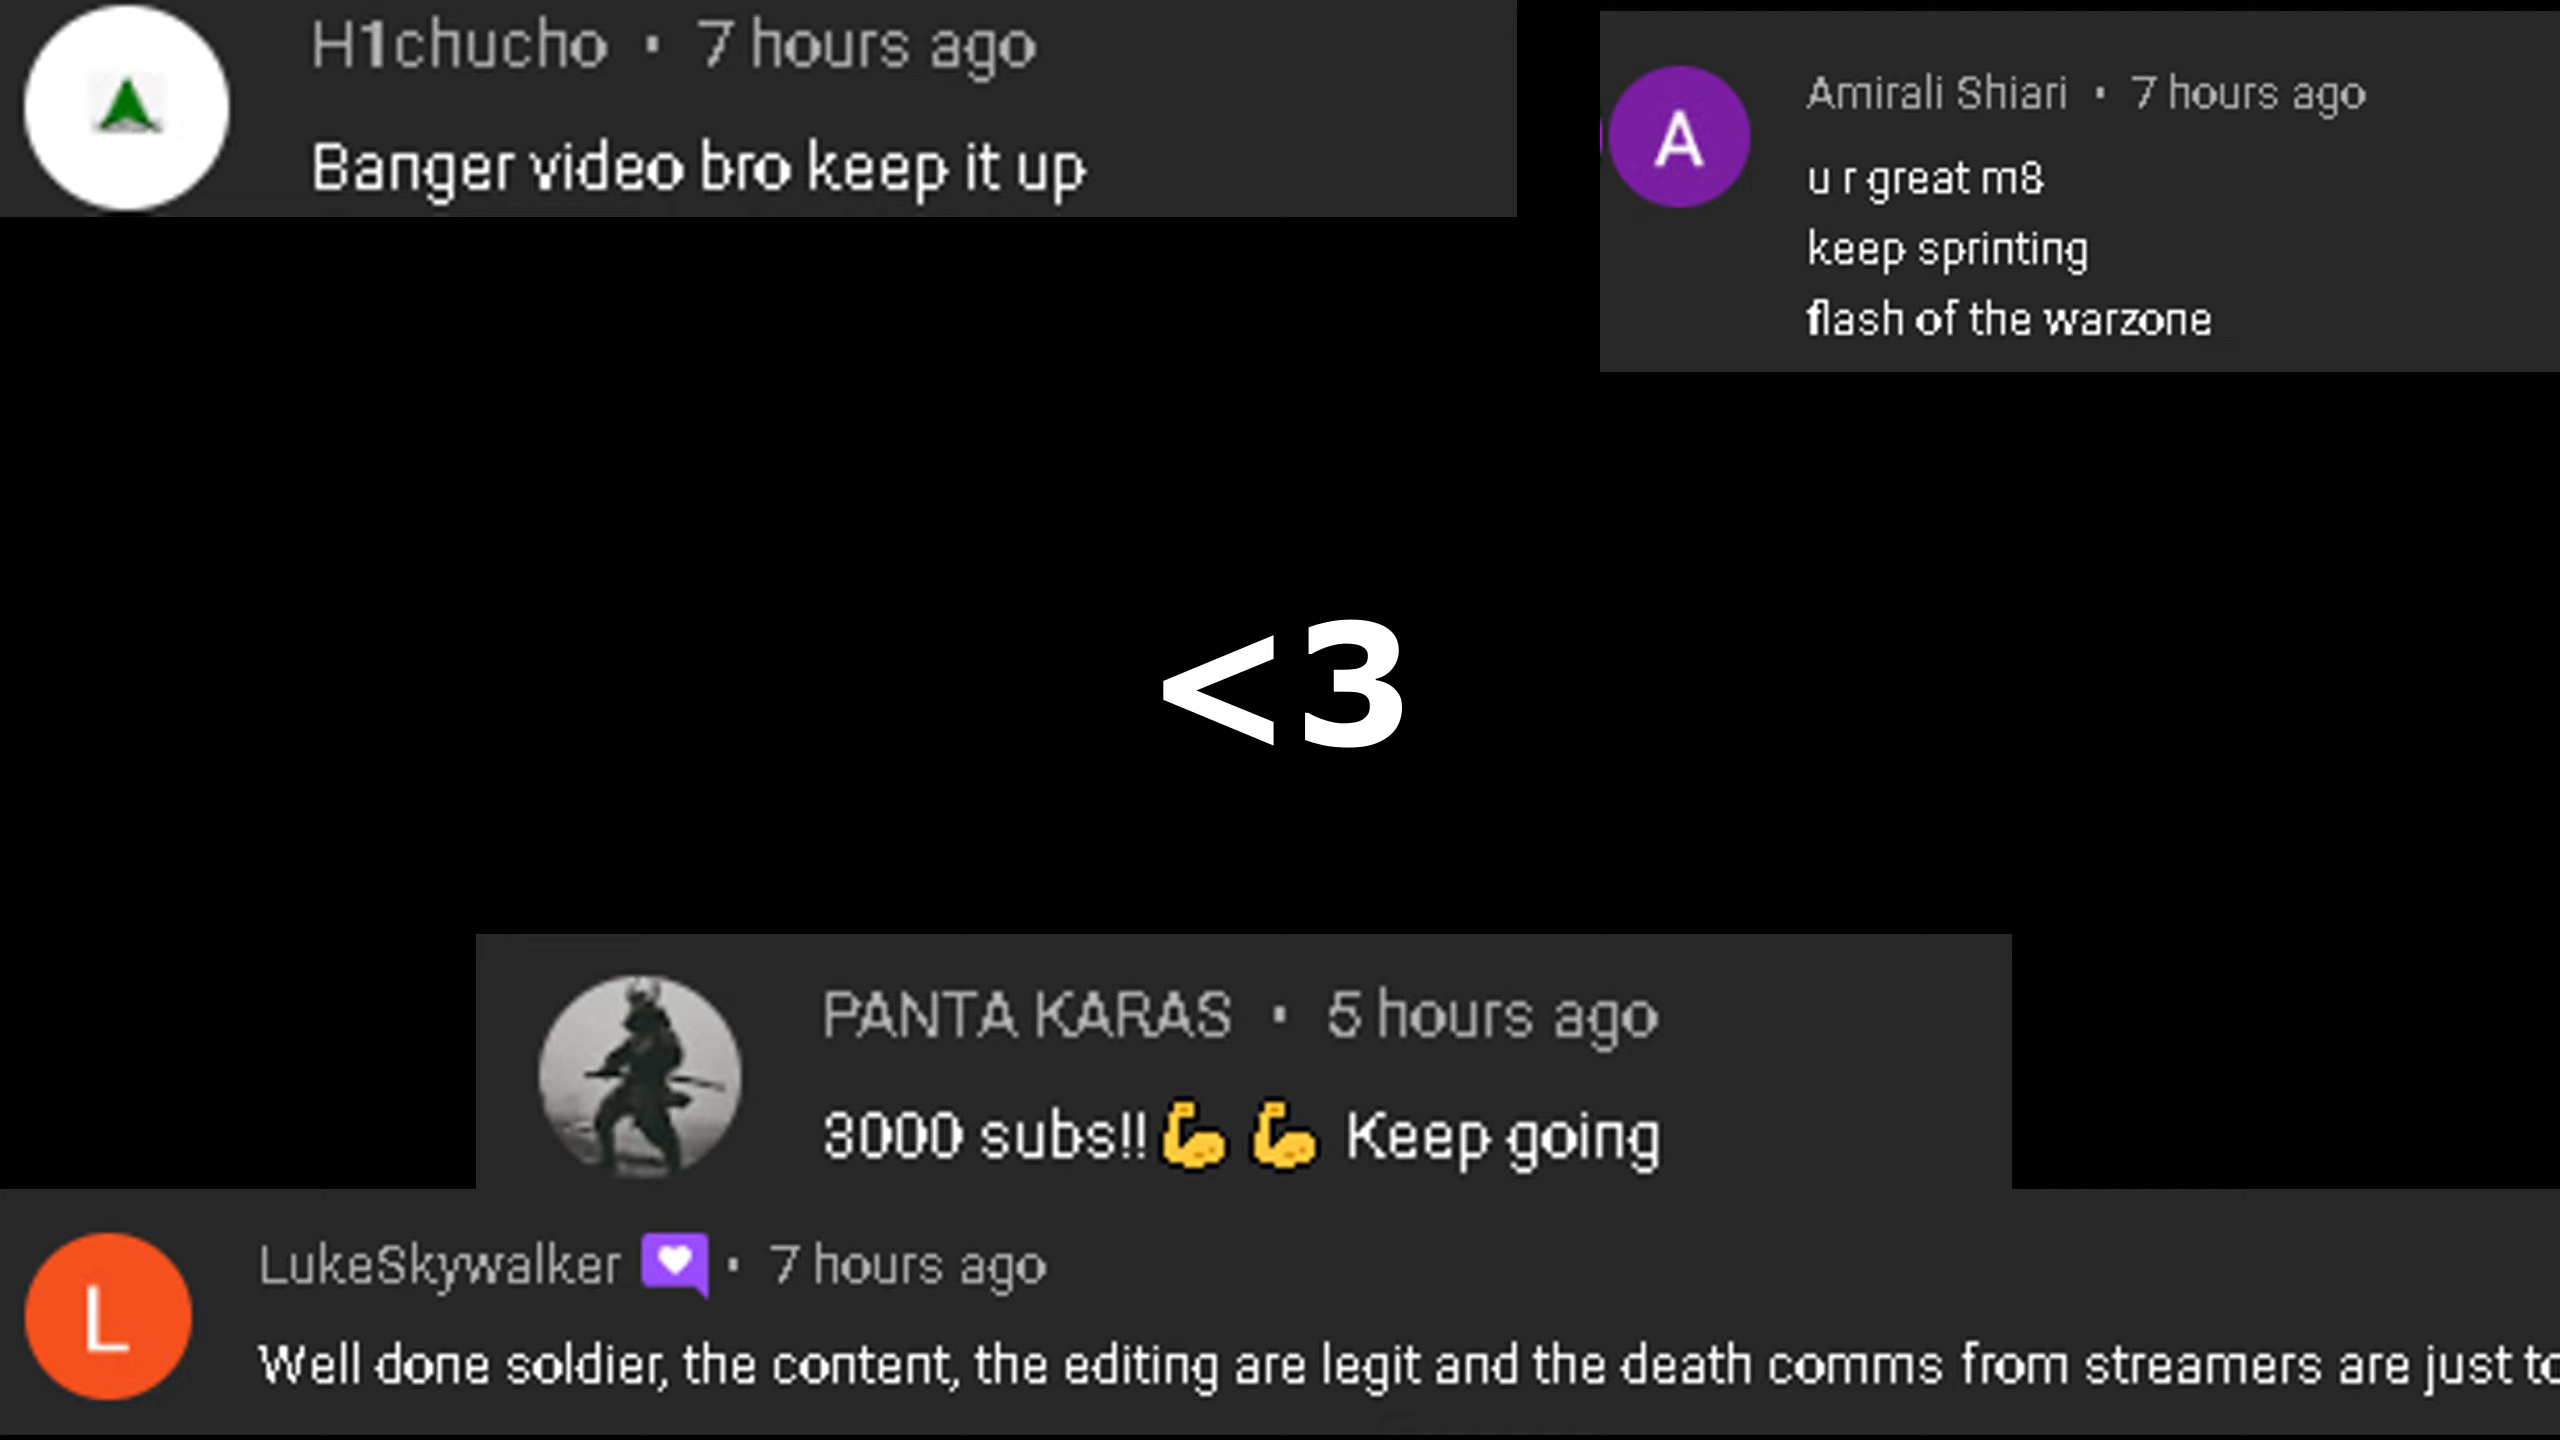 H1chucho • 7 hours ago
Banger video bro keep it up
A
Amirali Shiari • 7 hours ago
u r great m8
keep sprinting
flash of the warzone
<3
PANTA KARAS • 5 hours ago
3000 subs!!💪💪 Keep going
L
LukeSkywalker • 7 hours ago
Well done soldier, the content, the editing are legit and the death comms from streamers are just